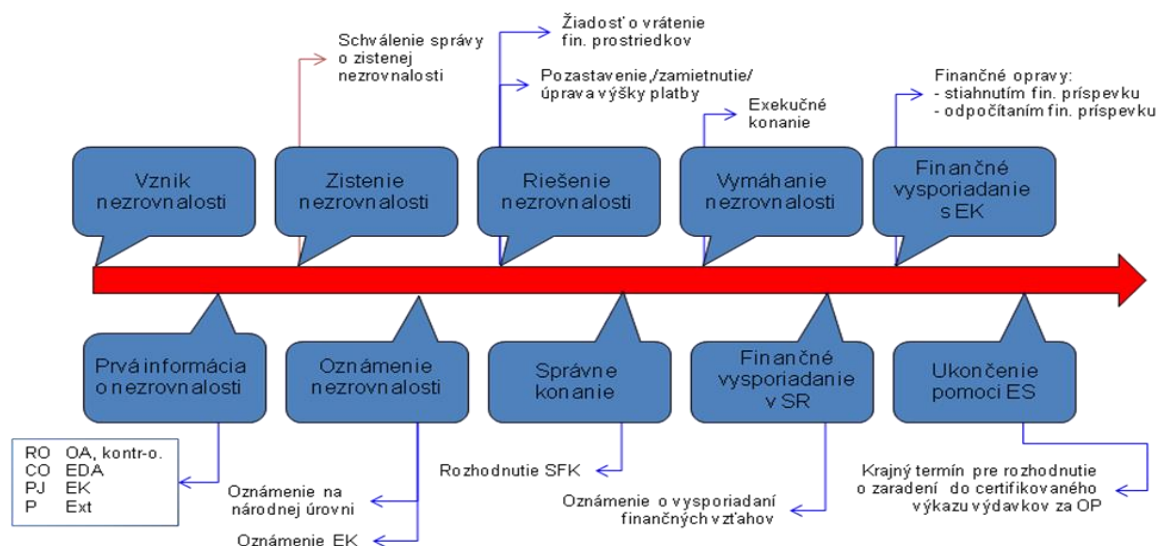 Schválenie správy
o zistenej
nezrovnalosti
Žiadosť o vrátenie
fin. prostriedkov
Pozastavenie,/zamietnutie/
úprava výšky platby
Exekučné
konanie
Finančné opravy:
- stiahnutím fin. príspevku
- odpočítaním fin. príspevku
Vznik
nezrovnalosti
Zistenie
nezrovnalosti
Riešenie
nezrovnalosti
Vymáhanie
nezrovnalosti
Finančné
vysporiadanie
s EK
Prvá informácia
o nezrovnalosti
Oznámenie
nezrovnalosti
Správne
konanie
Finančné
vysporiadanie
v SR
Ukončenie
pomoci ES
RO OA, kontr-o.
CO EDA
PJ EK
P Ext
Oznámenie na
národnej úrovni
Oznámenie EK
Rozhodnutie SFK
Oznámenie o vysporiadaní
finančných vzťahov
Krajný termín pre rozhodnutie
o zaradení do certifikovaného
výkazu výdavkov za OP